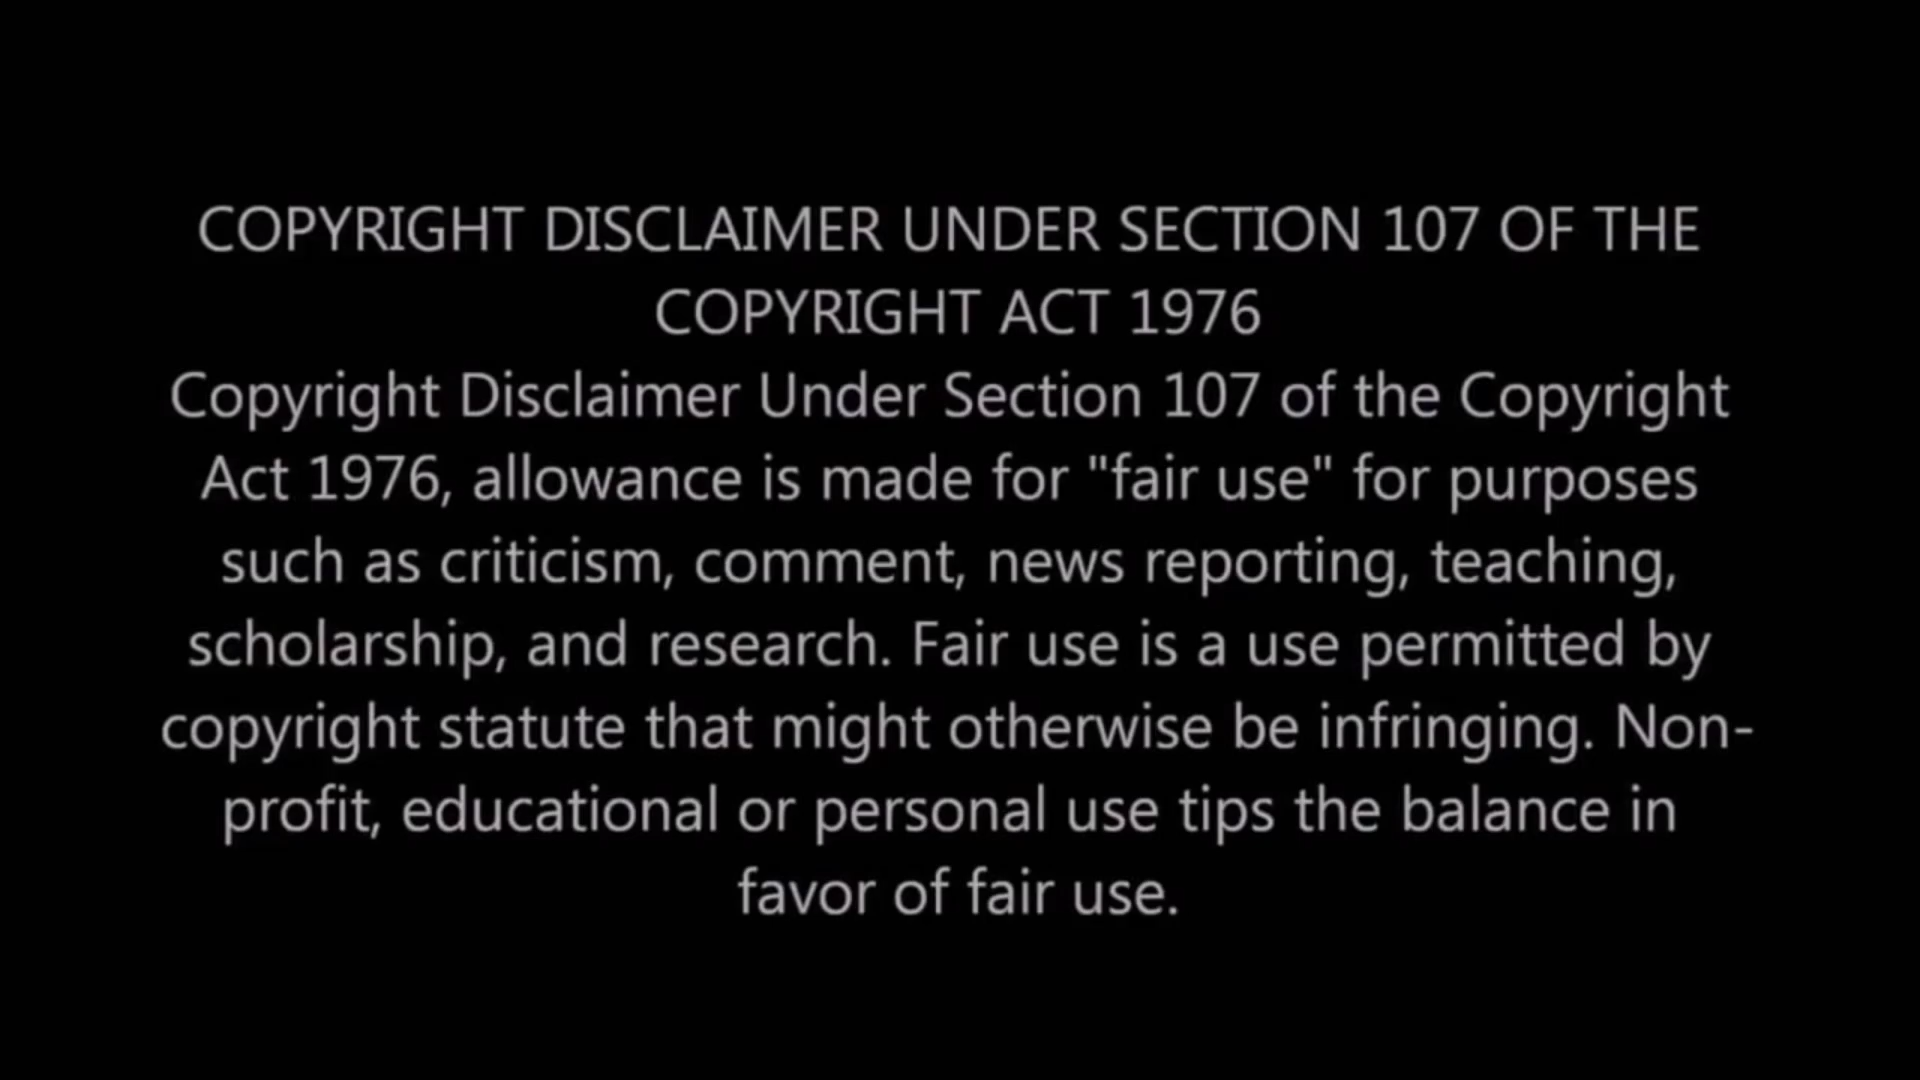 COPYRIGHT DISCLAIMER UNDER SECTION 107 OF THE
COPYRIGHT ACT 1976
Copyright Disclaimer Under Section 107 of the Copyright
Act 1976, allowance is made for "fair use" for purposes
such as criticism, comment, news reporting, teaching,
scholarship, and research. Fair use is a use permitted by
copyright statute that might otherwise be infringing. Non-
profit, educational or personal use tips the balance in
favor of fair use.